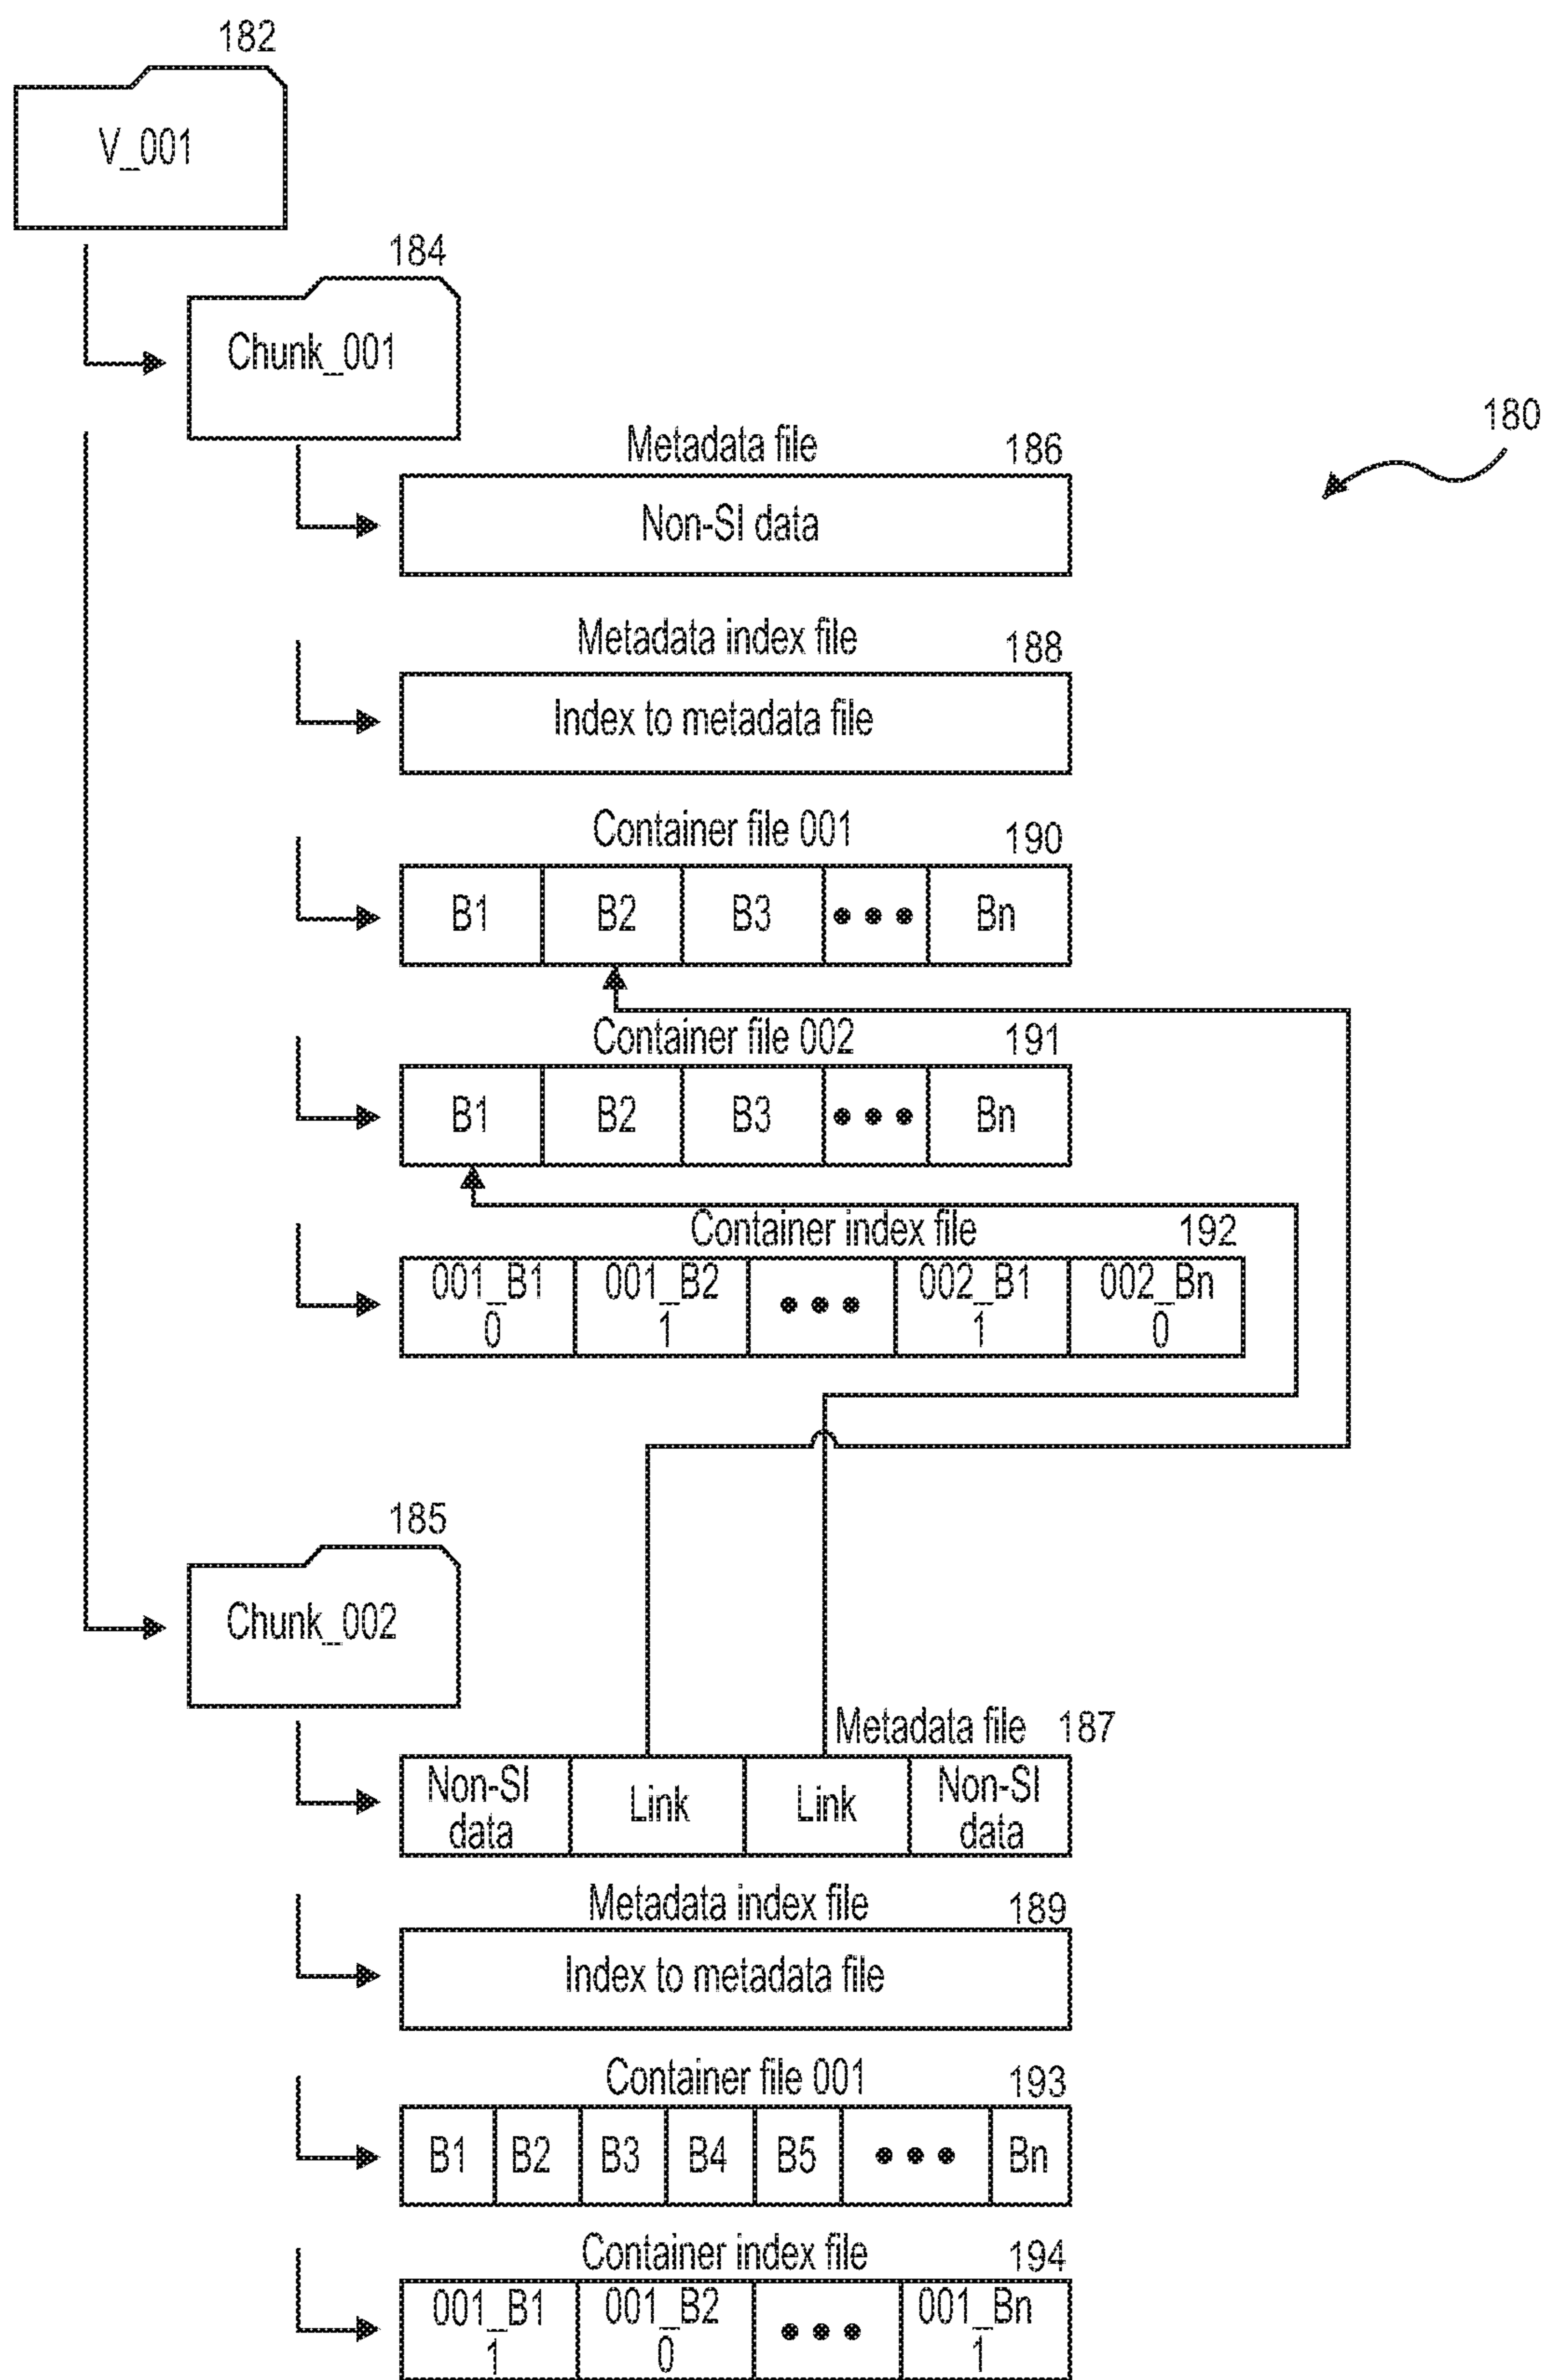 182
V_001
184
Chunk_001
180
Metadata file 186
Non-SI data
Metadata index file 188
Index to metadata file
Container file 001 190
B1 B2 B3 ••• Bn
Container file 002 191
B1 B2 B3 ••• Bn
Container index file 192
001_B1 001_B2 ••• 002_B1 002_Bn
0 1 1 0
185
Chunk_002
Metadata file 187
Non-SI Link Link Non-SI
data data
Metadata index file 189
Index to metadata file
Container file 001 193
B1 B2 B3 B4 B5 ••• Bn
Container index file 194
001_B1 001_B2 ••• 001_Bn
1 0 1